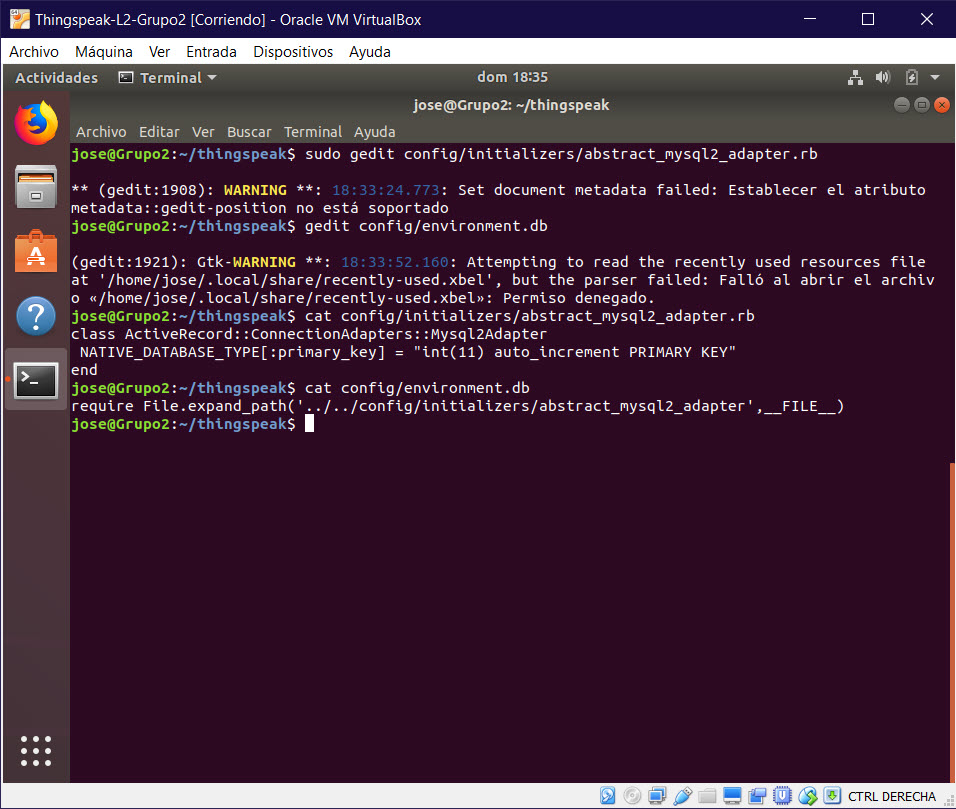 Thingspeak-L2-Grupo2 [Corriendo] - Oracle VM VirtualBox
Archivo Máquina Ver Entrada Dispositivos Ayuda
Actividades Terminal dom 18:35
jose@Grupo2: ~/thingspeak
Archivo Editar Ver Buscar Terminal Ayuda
jose@Grupo2:~/thingspeak$ sudo gedit config/initializers/abstract_mysql2_adapter.rb
** (gedit:1908): WARNING **: 18:33:24.773: Set document metadata failed: Establecer el atributo
metadata::gedit-position no está soportado
jose@Grupo2:~/thingspeak$ gedit config/environment.db
(gedit:1921): Gtk-WARNING **: 18:33:52.160: Attempting to read the recently used resources file
at '/home/jose/.local/share/recently-used.xbel', but the parser failed: Falló al abrir el archiv
o «/home/jose/.local/share/recently-used.xbel»: Permiso denegado.
jose@Grupo2:~/thingspeak$ cat config/initializers/abstract_mysql2_adapter.rb
class ActiveRecord::ConnectionAdapters::Mysql2Adapter
NATIVE_DATABASE_TYPE[:primary_key] = "int(11) auto_increment PRIMARY KEY"
end
jose@Grupo2:~/thingspeak$ cat config/environment.db
require File.expand_path('../../config/initializers/abstract_mysql2_adapter',__FILE__)
jose@Grupo2:~/thingspeak$
CTRL DERECHA